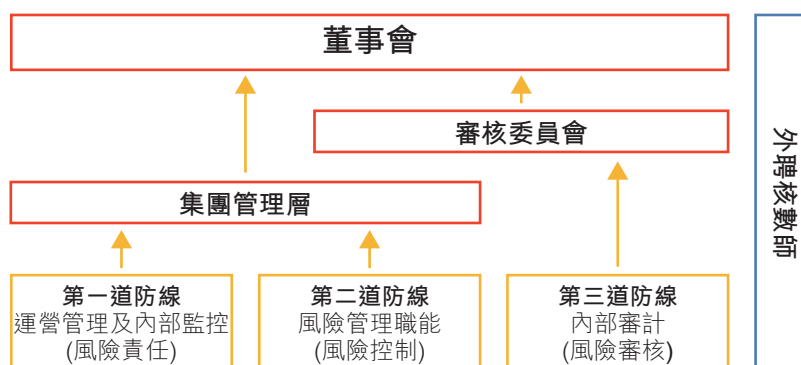 董事會
審核委員會
集團管理層
第一道防線
運營管理及內部監控
(風險責任)
第二道防線
風險管理職能
(風險控制)
第三道防線
內部審計
(風險審核)
外聘核數師